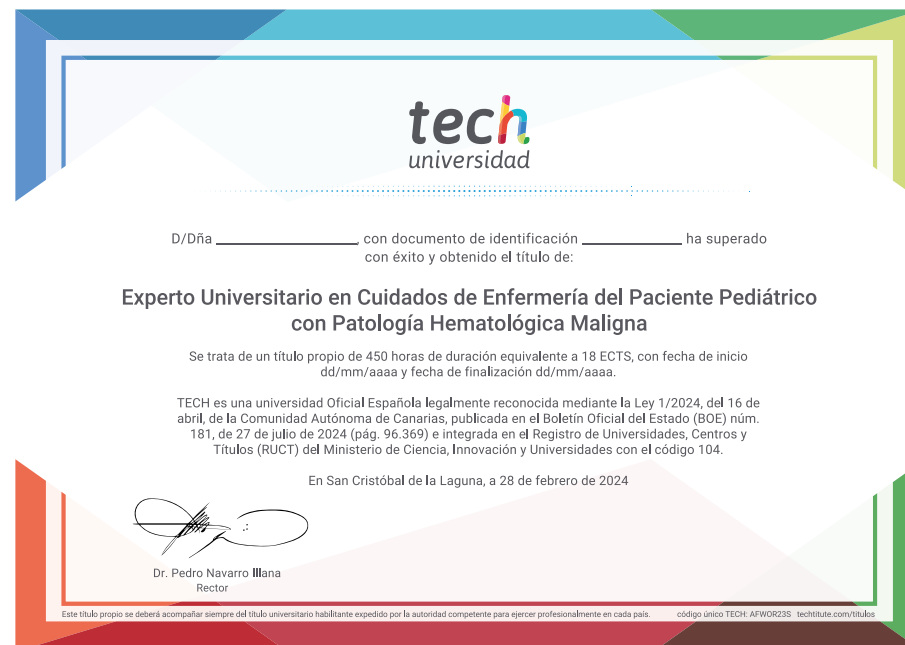 tech
universidad
D/Dña ____________________, con documento de identificación ______________ ha superado
con éxito y obtenido el título de:
Experto Universitario en Cuidados de Enfermería del Paciente Pediátrico
con Patología Hematológica Maligna
Se trata de un título propio de 450 horas de duración equivalente a 18 ECTS, con fecha de inicio
dd/mm/aaaa y fecha de finalización dd/mm/aaaa.
TECH es una universidad Oficial Española legalmente reconocida mediante la Ley 1/2024, del 16 de
abril, de la Comunidad Autónoma de Canarias, publicada en el Boletín Oficial del Estado (BOE) núm.
181, de 27 de julio de 2024 (pág. 96.369) e integrada en el Registro de Universidades, Centros y
Títulos (RUCT) del Ministerio de Ciencia, Innovación y Universidades con el código 104.
En San Cristóbal de la Laguna, a 28 de febrero de 2024
Dr. Pedro Navarro Illana
Rector
Este título propio se deberá acompañar siempre del título universitario habilitante expedido por la autoridad competente para ejercer profesionalmente en cada país. código único TECH: AFWOR23S techtitute.com/titulos